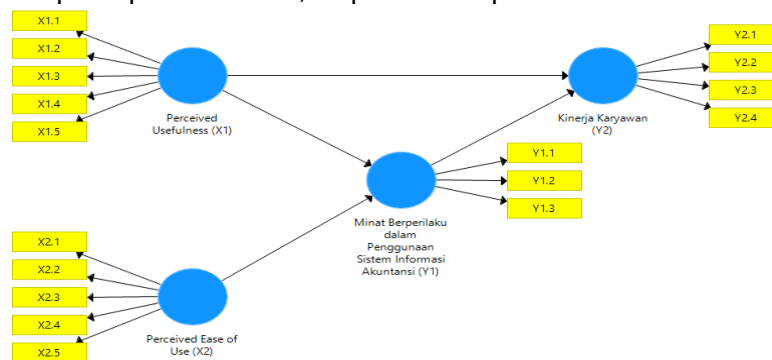 X1.1
X1.2
X1.3
X1.4
X1.5
Perceived
Usefulness (X1)
Y2.1
Y2.2
Y2.3
Y2.4
Kinerja Karyawan
(Y2)
Y1.1
Y1.2
Y1.3
Minat Berperilaku
dalam
Penggunaan
Sistem Informasi
Akuntansi (Y1)
X2.1
X2.2
X2.3
X2.4
X2.5
Perceived Ease of
Use (X2)